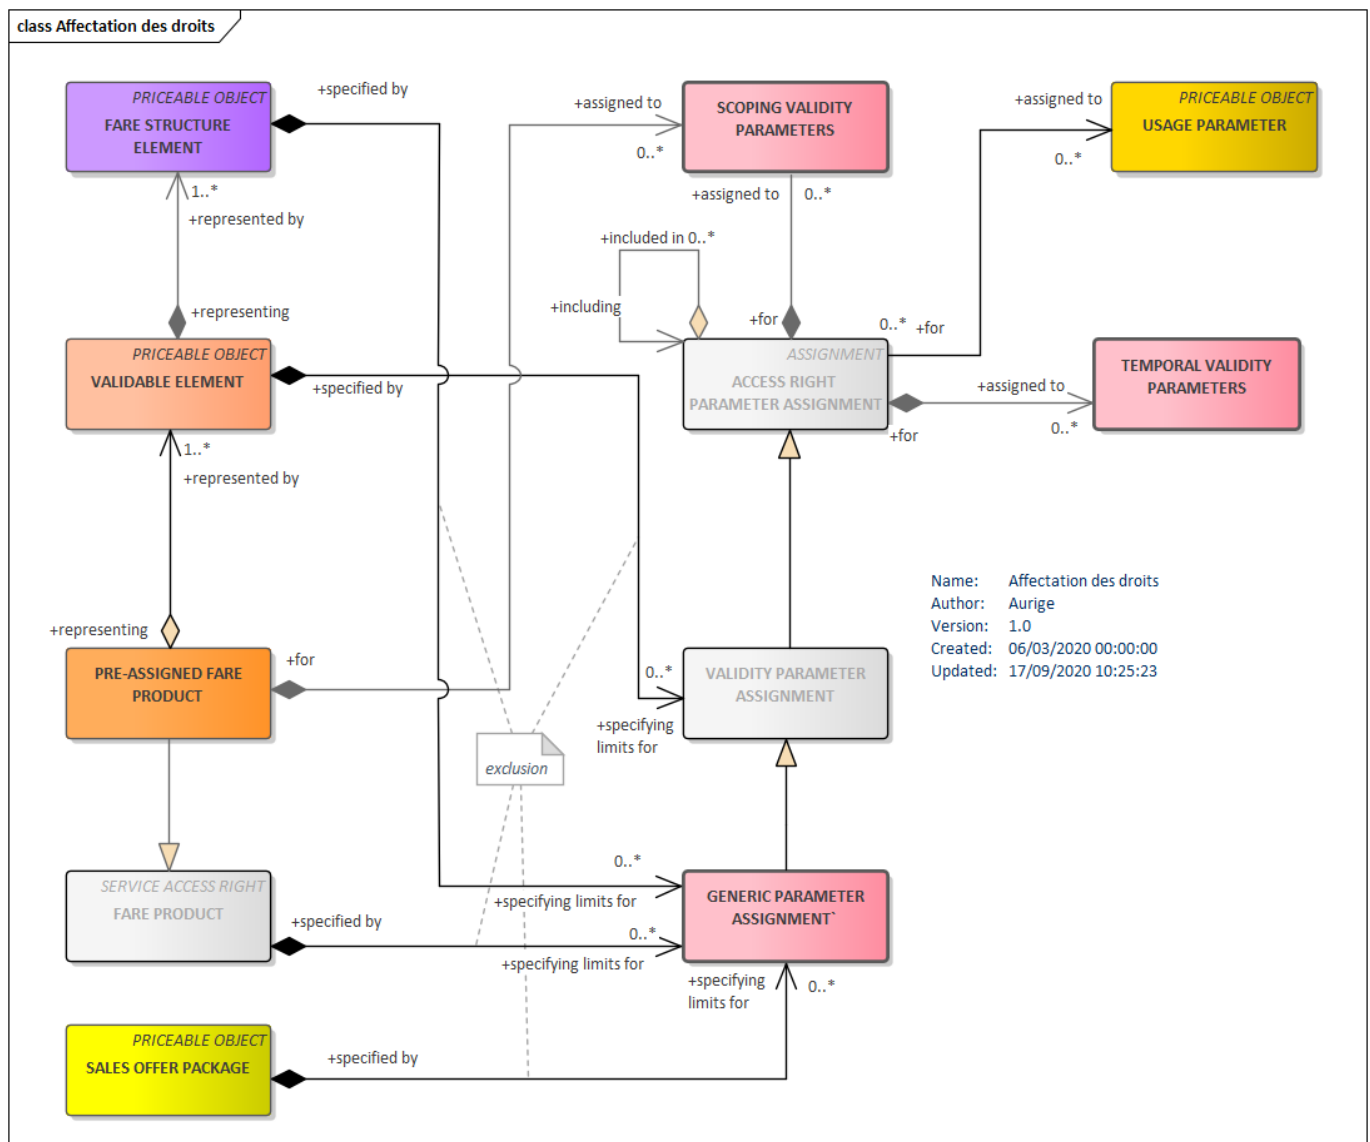 class Affectation des droits
PRICEABLE OBJECT
FARE STRUCTURE
ELEMENT
+specified by
+assigned to
0..*
SCOPING VALIDITY
PARAMETERS
+assigned to
0..*
PRICEABLE OBJECT
USAGE PARAMETER
1..*
+represented by
+assigned to
0..*
+included in 0..*
+representing
+including
+for
0..*
+for
PRICEABLE OBJECT
VALIDABLE ELEMENT
+specified by
ASSIGNMENT
ACCESS RIGHT
PARAMETER ASSIGNMENT
+for
+assigned to
0..*
TEMPORAL VALIDITY
PARAMETERS
1..*
+represented by
Name: Affectation des droits
Author: Aurige
Version: 1.0
Created: 06/03/2020 00:00:00
Updated: 17/09/2020 10:25:23
+representing
PRE-ASSIGNED FARE
PRODUCT
+for
0..*
+specifying
limits for
VALIDITY PARAMETER
ASSIGNMENT
exclusion
SERVICE ACCESS RIGHT
FARE PRODUCT
+specified by
0..*
+specifying limits for
0..*
+specifying limits for
GENERIC PARAMETER
ASSIGNMENT`
+specifying
limits for
0..*
PRICEABLE OBJECT
SALES OFFER PACKAGE
+specified by